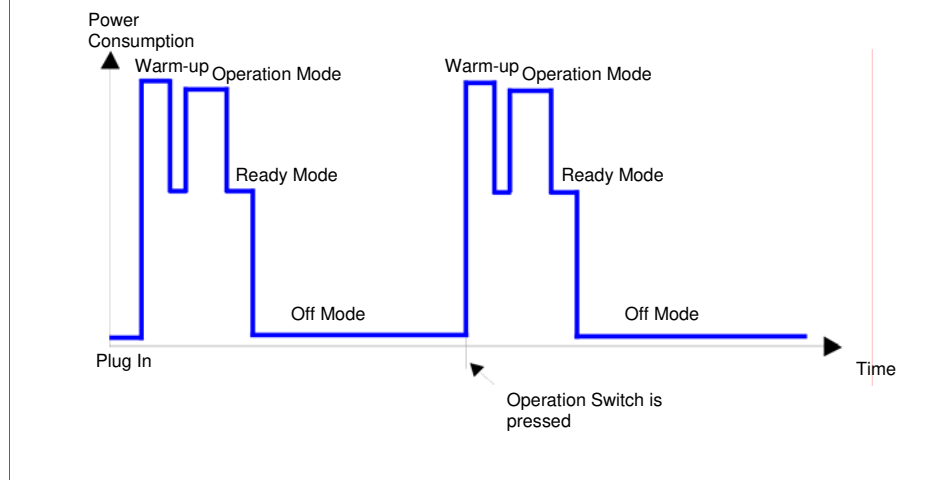 Power
Consumption
Warm-up
Operation Mode
Warm-up
Operation Mode
Ready Mode
Ready Mode
Off Mode
Off Mode
Plug In
Time
Operation Switch is
pressed